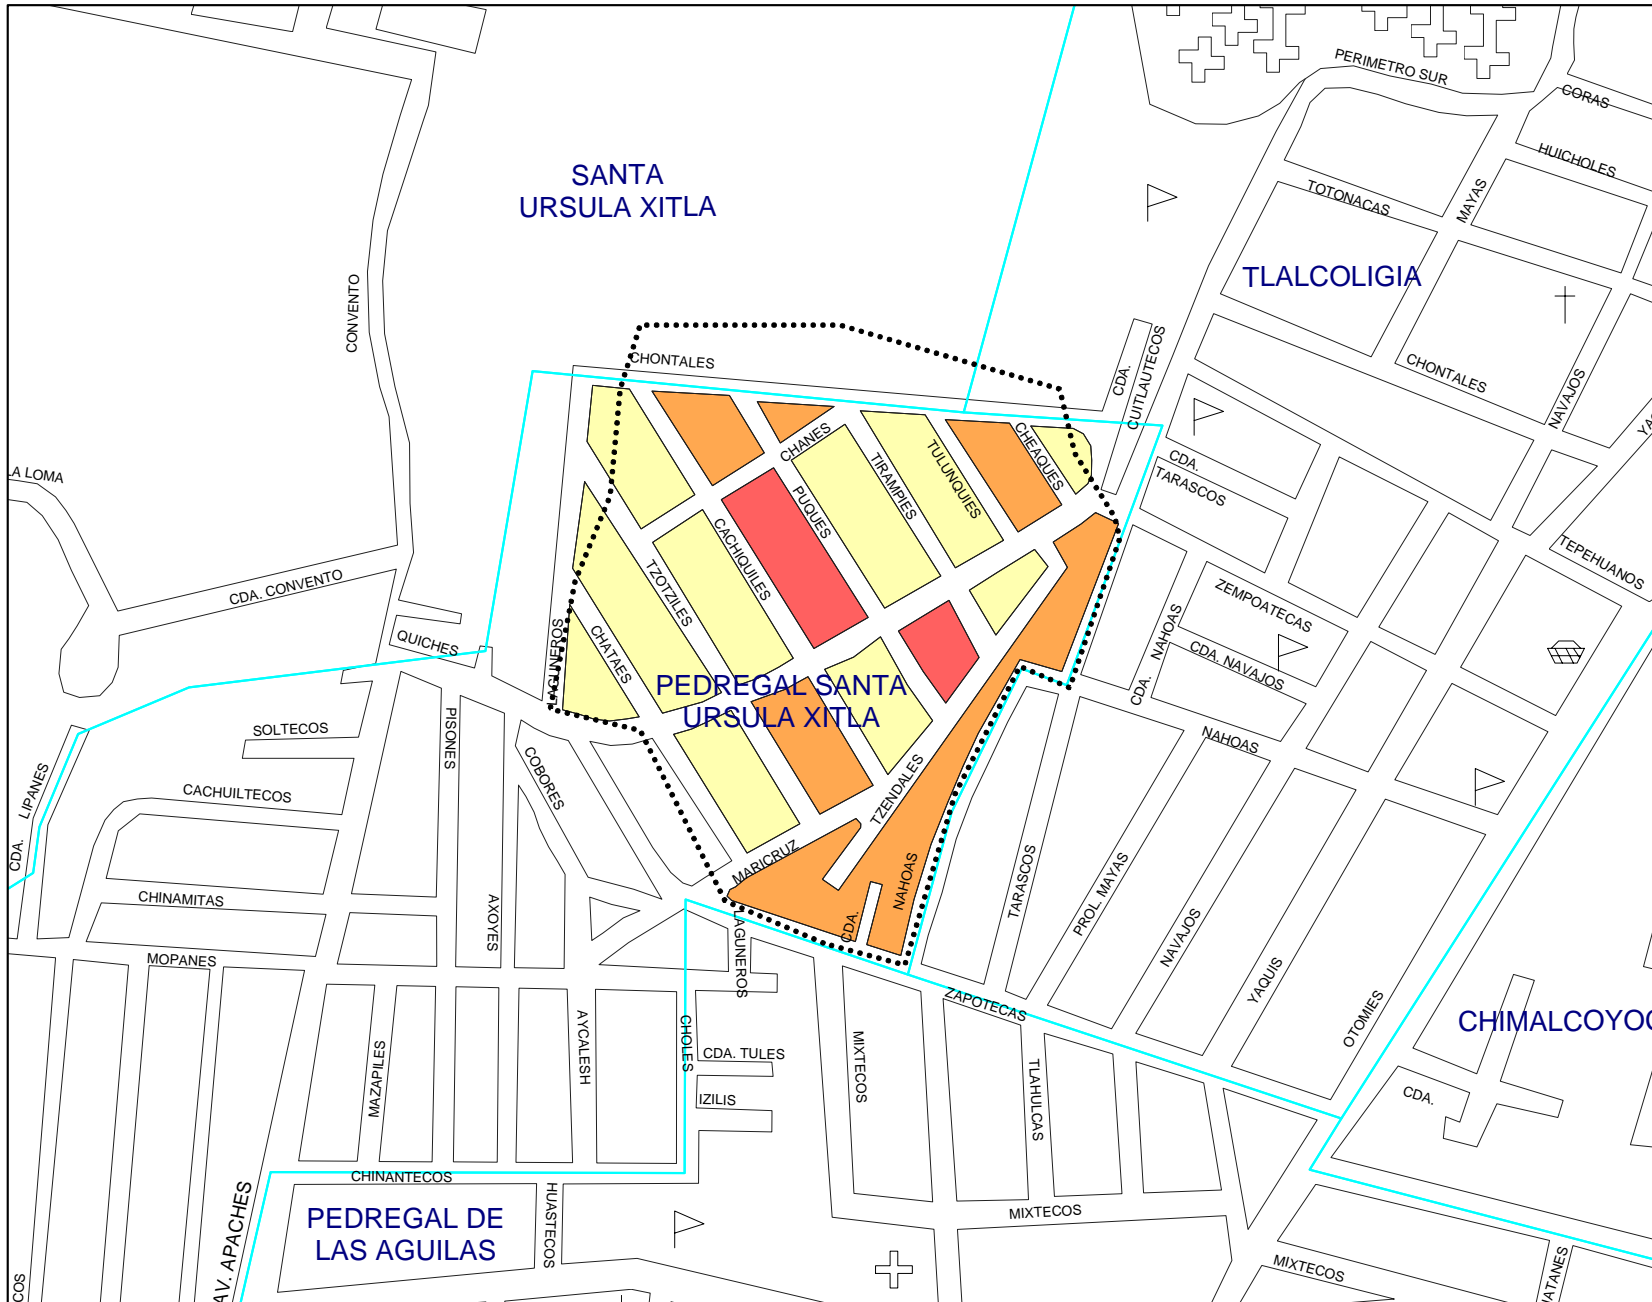 PERIMETRO SUR
CORAS
HUICHOLES
SANTA
URSULA XITLA
TOTONACAS
MAYAS
TLALCOLIGIA
CONVENTO
CHONTALES
CDA.
CUITLAUTECOS
CHONTALES
NAVAJOS
CHANES
CHEAQUES
TULUNQUIES
TIRAMPIES
PUQUES
CACHIQUILES
CDA.
TARASCOS
A LOMA
TEPEHUANOS
CDA. CONVENTO
TZOTZILES
ZEMPOATECAS
QUICHES
LAGUNEROS
CHATAES
CDA. NAHOAS
CDA. NAVAJOS
PEDREGAL SANTA
URSULA XITLA
SOLTECOS
PISONES
NAHOAS
COBORES
CDA. LIPANES
CACHUILTECOS
TZENDALES
MARICRUZ
CHINAMITAS
AXOYES
CDA.
NAHOAS
TARASCOS
PROL. MAYAS
NAVAJOS
LAGUNEROS
MOPANES
YAQUIS
ZAPOTECAS
OTOMIES
CHIMALCOYOC
AYCALESH
CHOLES
MIXTECOS
MAZAPILES
CDA. TULES
TLAHULCAS
IZILIS
CDA.
CHINANTECOS
AV. APACHES
PEDREGAL DE
LAS AGUILAS
HUASTECOS
MIXTECOS
MIXTECOS
ATANES
COS
YA